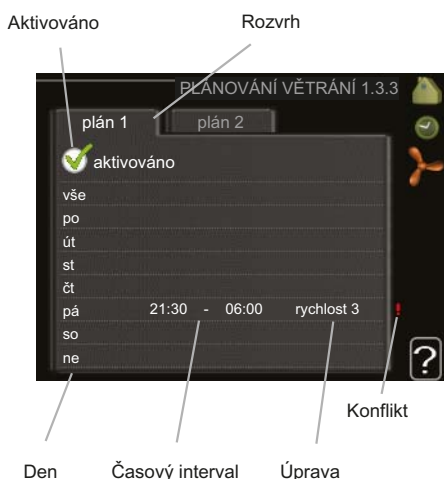 Aktivováno Rozvrh
PLÁNOVÁNÍ VĚTRÁNÍ 1.3.3
plán 1 plán 2
aktivováno
vše
po
út
st
čt
pá 21:30 - 06:00 rychlost 3 !
so
ne
?
Konflikt
Den Časový interval Úprava